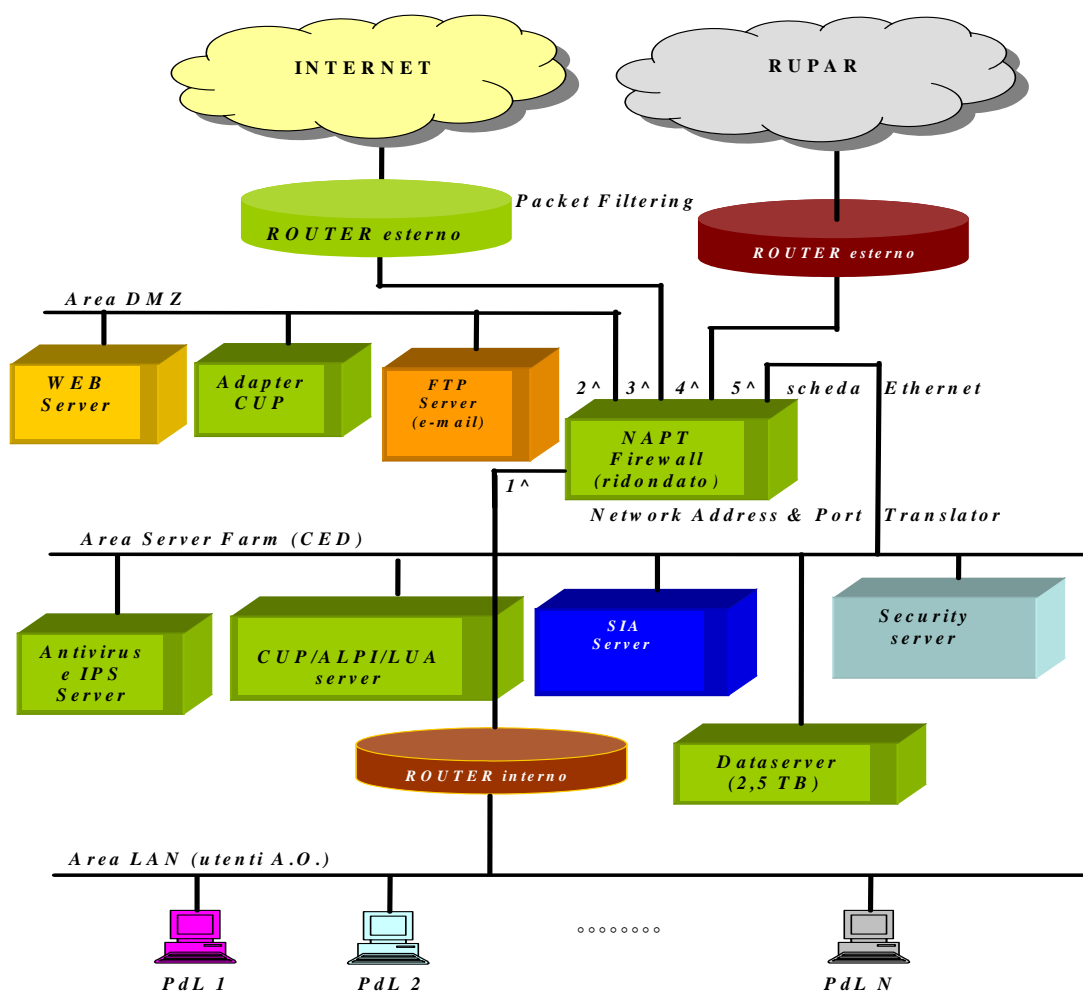 INTERNET
RUPAR
Packet Filtering
ROUTER esterno
ROUTER esterno
Area DMZ
WEB
Server
Adapter
CUP
FTP
Server
(e-mail)
2^ 3^ 4^ 5^ scheda Ethernet
NAPT
Firewall
(ridondato)
1^
Network Address & Port Translator
Area Server Farm (CED)
Antivirus
e IPS
Server
CUP/ALPI/LUA
server
SIA
Server
Security
server
ROUTER interno
Dataserver
(2,5 TB)
Area LAN (utenti A.O.)
PdL 1
PdL 2
PdL N